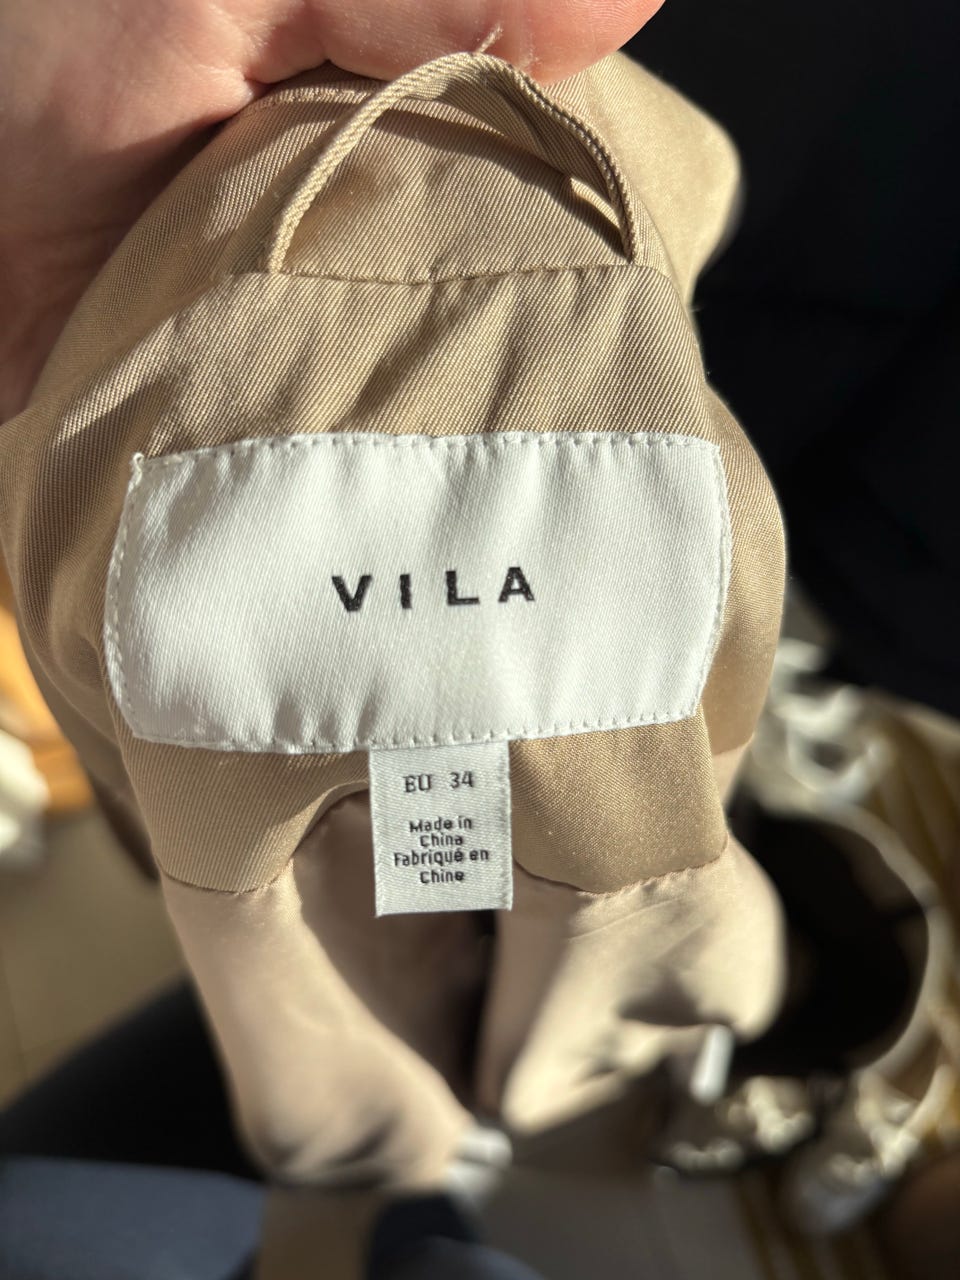 VILA
EU 34
Made in
China
Fabriqué en
Chine